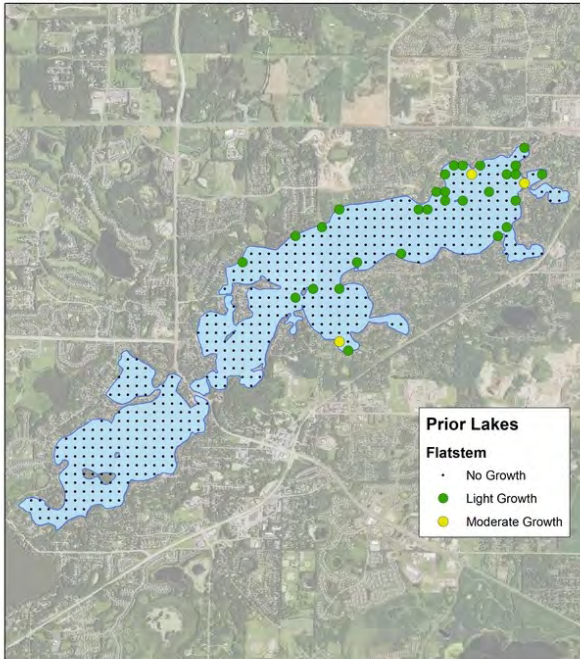 Prior Lakes
Flatstem
No Growth
Light Growth
Moderate Growth